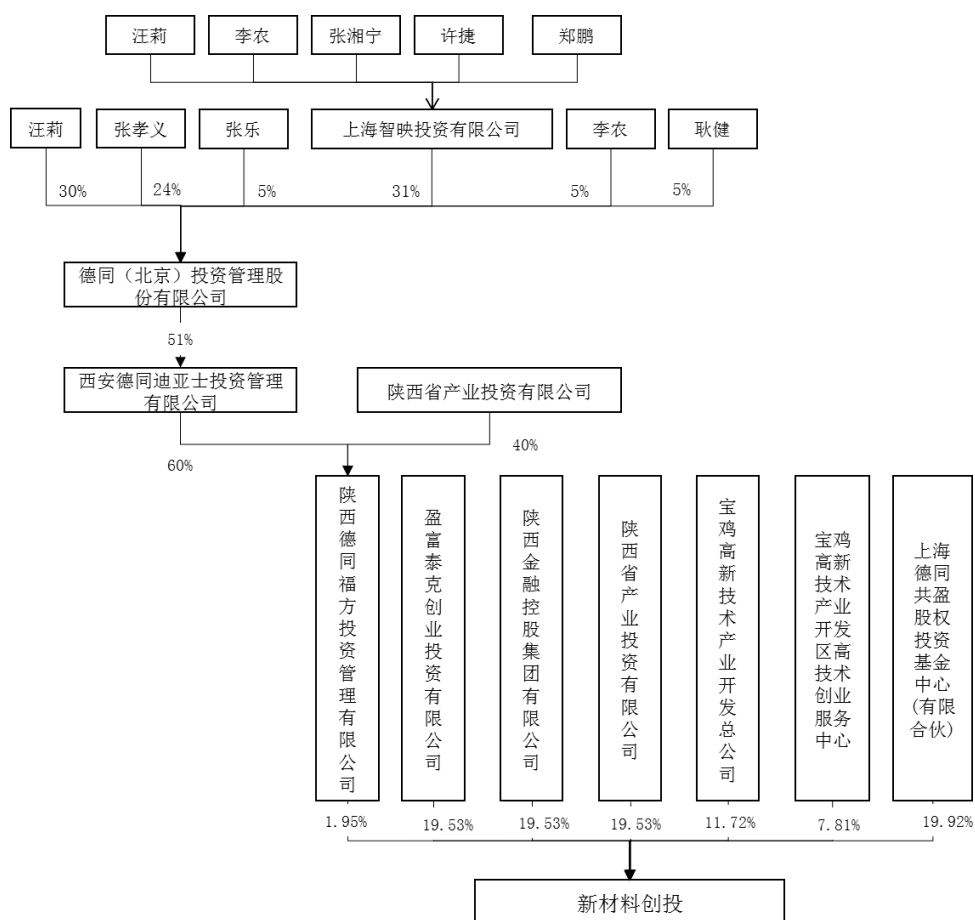 汪莉
李农
张湘宁
许捷
郑鹏
汪莉
张孝义
张乐
上海智映投资有限公司
李农
耿健
30%
24%
5%
31%
5%
5%
德同（北京）投资管理股
份有限公司
51%
西安德同迪亚士投资管理
有限公司
陕西省产业投资有限公司
60%
40%
陕西德同福方投资管理有限公司
盈富泰克创业投资有限公司
陕西金融控股集团有限公司
陕西省产业投资有限公司
宝鸡高新技术产业开发总公司
宝鸡
高新
技术
产业
开发
区高
技术
创业
服务
中心
上海
德同
共盈
股权
投资
基金
中心
(有限
合伙)
1.95%
19.53%
19.53%
19.53%
11.72%
7.81%
19.92%
新材料创投